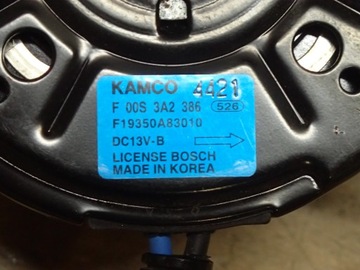 KAMCO 4421
F 00S 3A2 386 526
F19350A83010
DC13V-B
LICENSE BOSCH
MADE IN KOREA